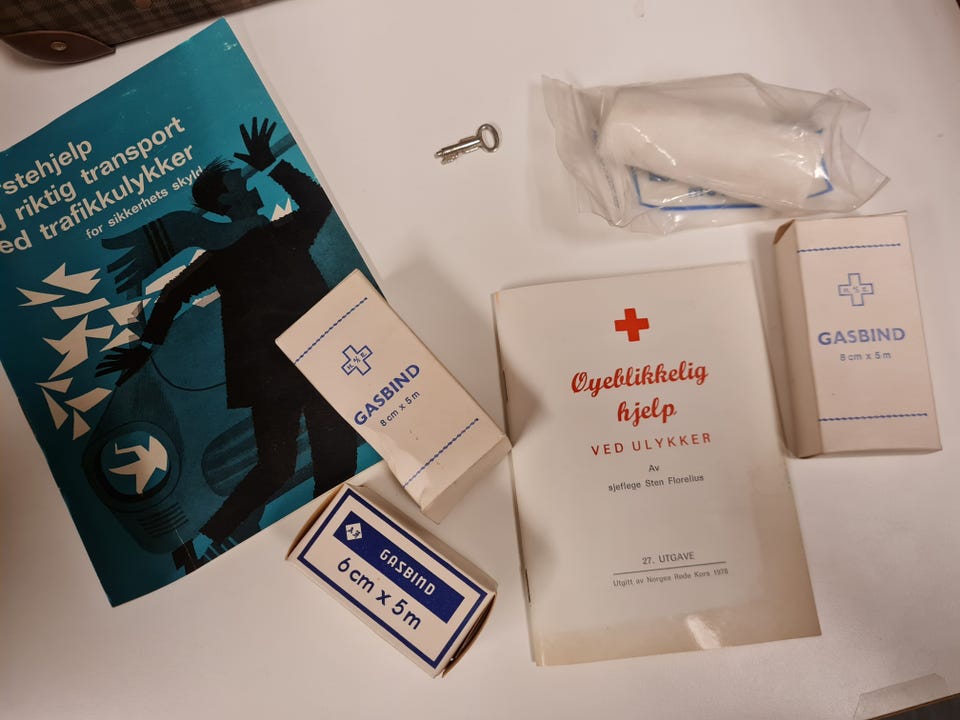 stehjelp
riktig transport
ed trafikkulykker
for sikkerhets skyld
GASBIND
8 cm x 5 m
GASBIND
6 cm x 5 m
Øyeblikkelig
hjelp
VED ULYKKER
Av
sjeflege Sten Florelius
27. UTGAVE
Utgitt av Norges Røde Kors 1978
GASBIND
8 cm x 5 m